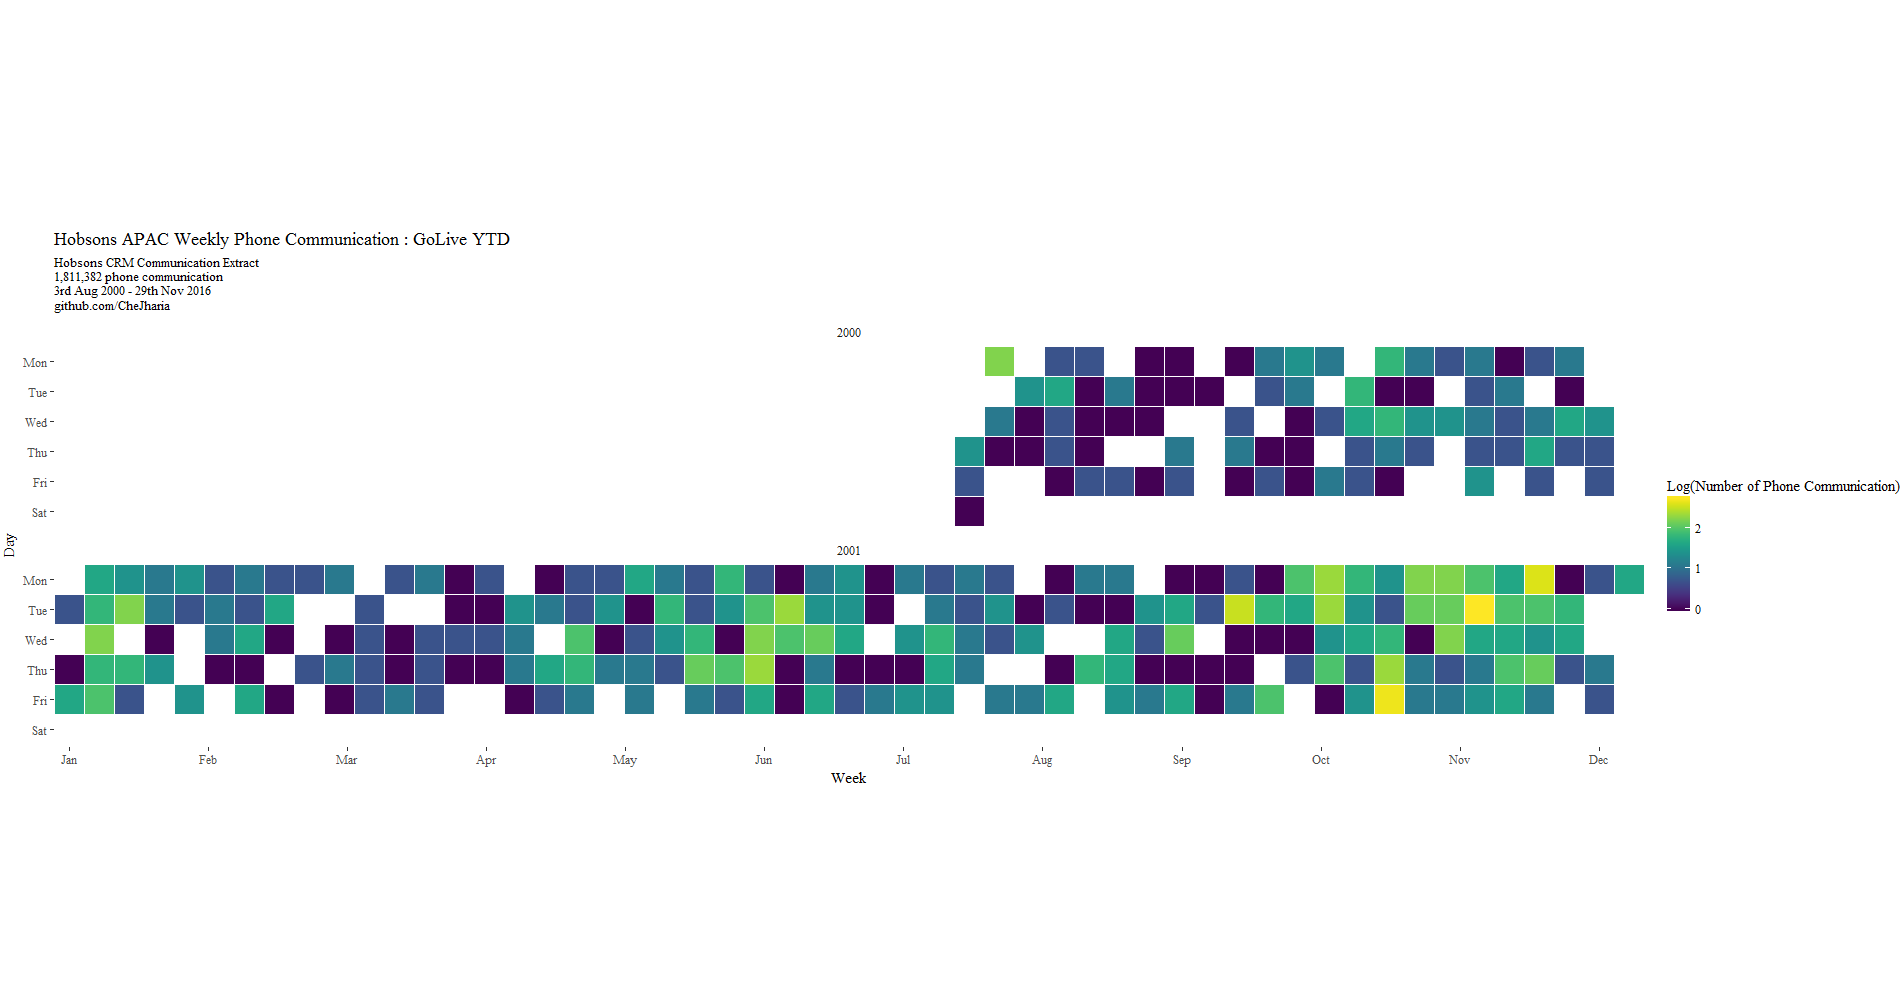 Hobsons APAC Weekly Phone Communication : GoLive YTD
Hobsons CRM Communication Extract
1,811,382 phone communication
3rd Aug 2000 - 29th Nov 2016
github.com/CheJharia
2000
Mon
Tue
Wed
Thu
Fri
Sat
Day
2001
Mon
Tue
Wed
Thu
Fri
Sat
Jan Feb Mar Apr May Jun Jul Aug Sep Oct Nov Dec
Week
Log(Number of Phone Communication)
2
1
0